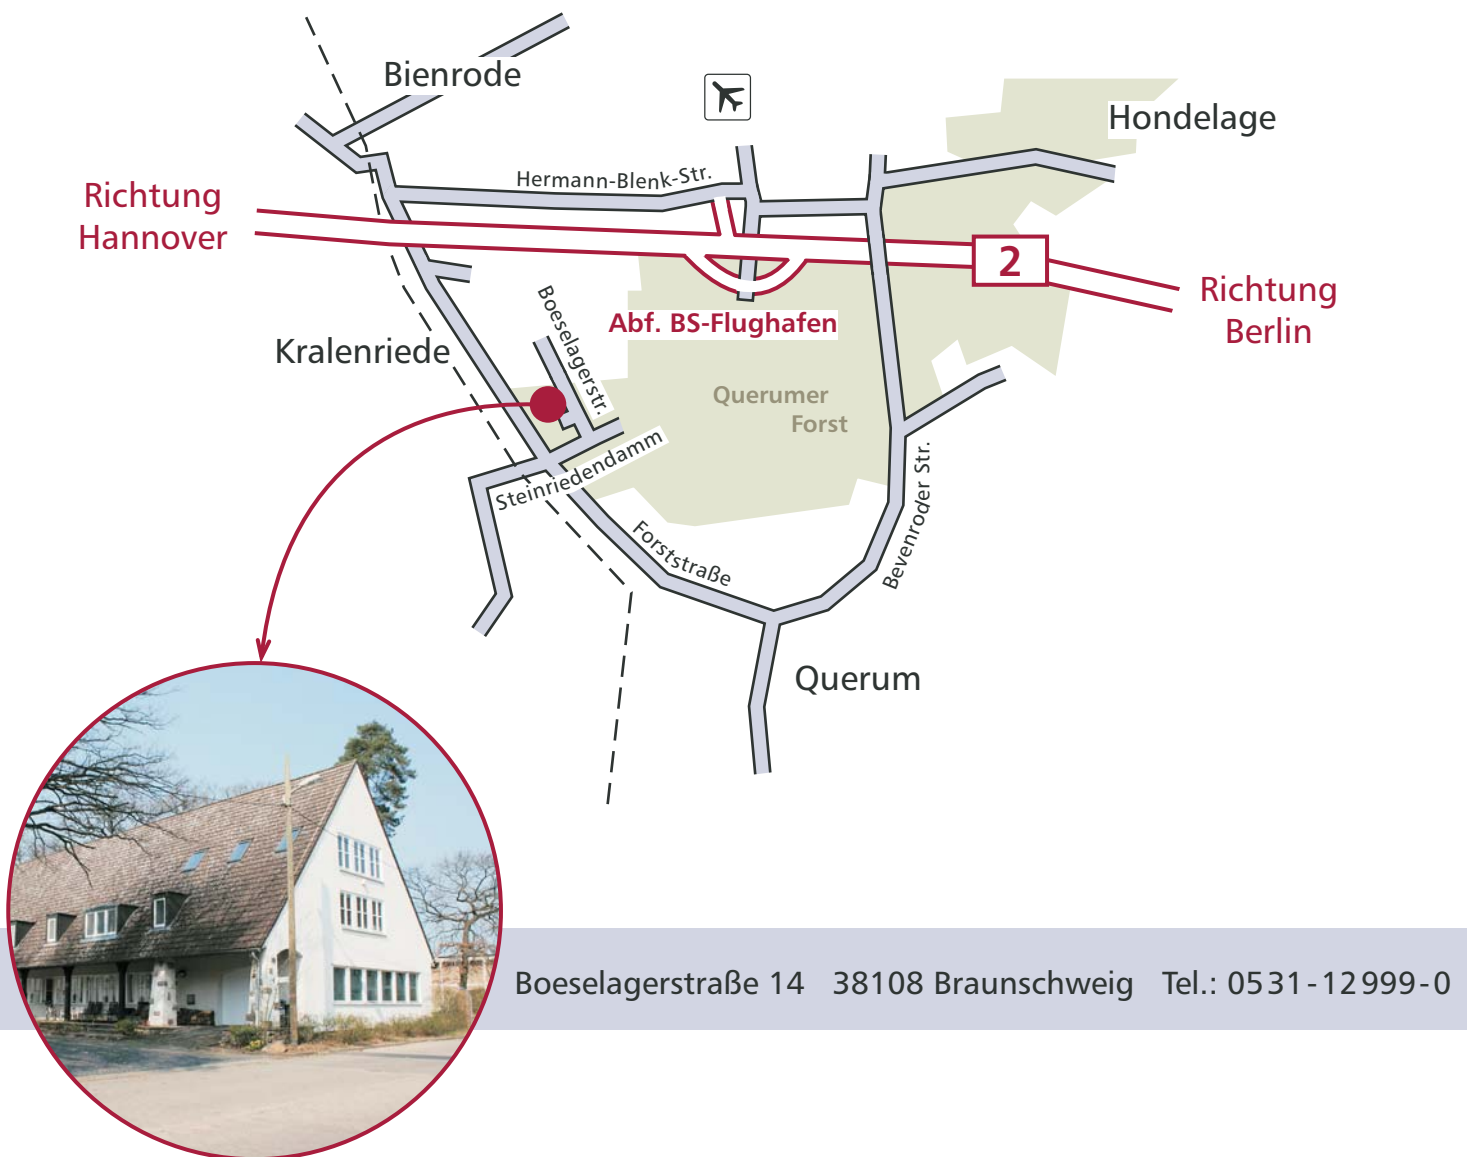 Bienrode
Hondelage
Hermann-Blenk-Str.
Richtung
Hannover
2
Richtung
Berlin
Boeselagerstr.
Abf. BS-Flughafen
Kralenriede
Querumer
Forst
Steinriedendamm
Bevenroder Str.
Forststraße
Querum
Boeselagerstraße 14 38108 Braunschweig Tel.: 0531-12999-0